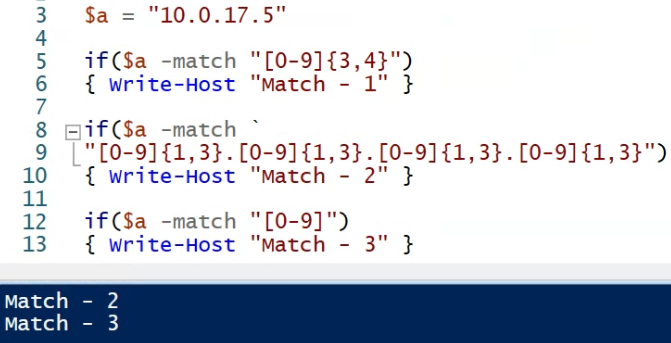 3 $a = "10.0.17.5"
4
5 if($a -match "[0-9]{3,4}")
6 { Write-Host "Match - 1" }
7
8 if($a -match `
9 "[0-9]{1,3}.[0-9]{1,3}.[0-9]{1,3}.[0-9]{1,3}")
10 { Write-Host "Match - 2" }
11
12 if($a -match "[0-9]")
13 { Write-Host "Match - 3" }
Match - 2
Match - 3